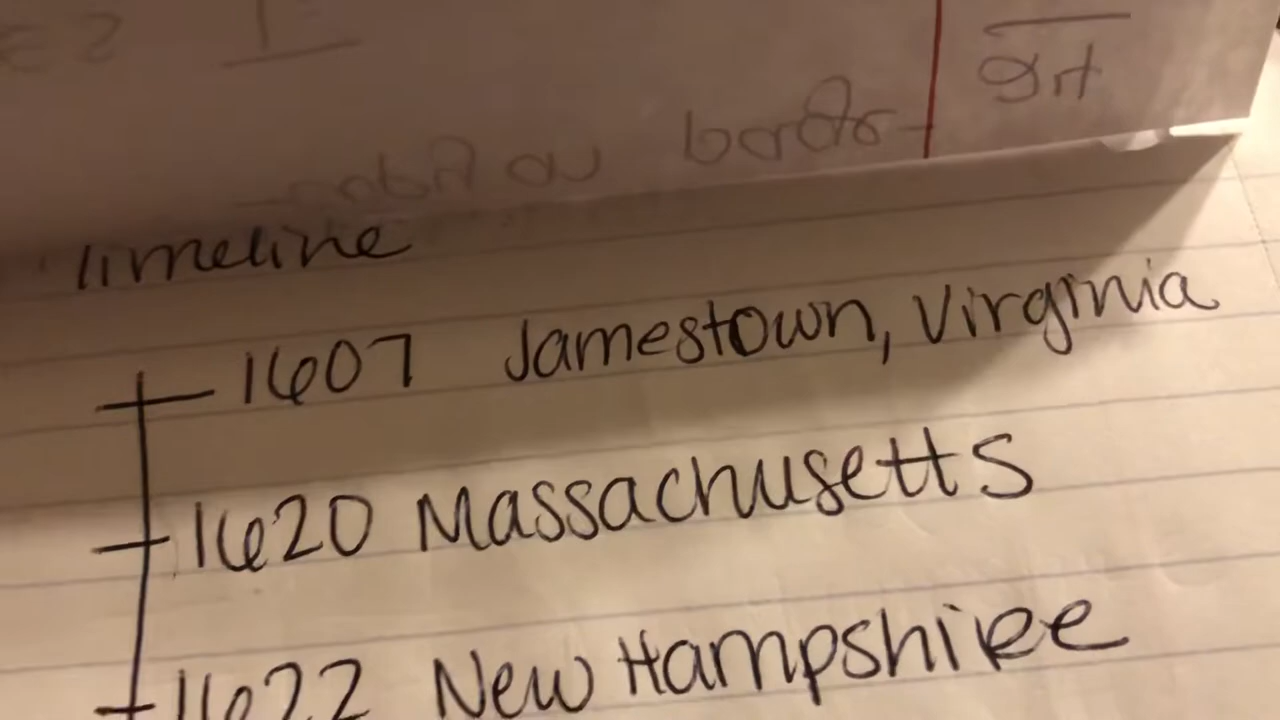 Timeline
1607 Jamestown, Virginia
1620 Massachusetts
1622 New Hampshire